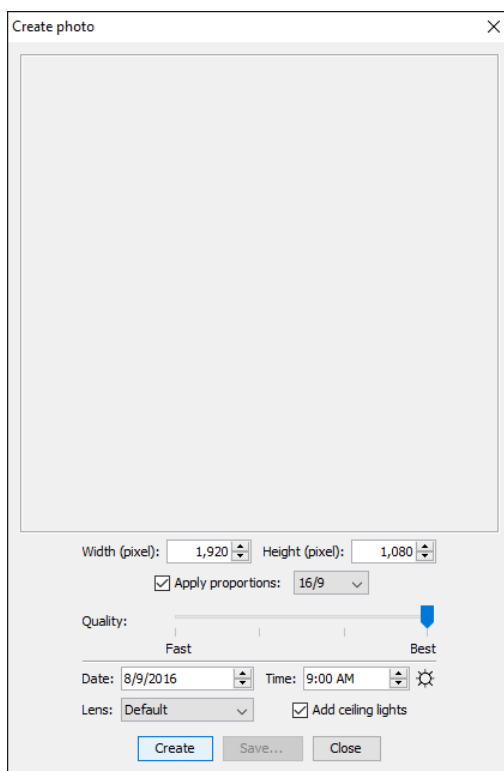 Create photo
Width (pixel): 1,920 Height (pixel): 1,080
Apply proportions: 16/9
Quality:
Fast Best
Date: 8/9/2016 Time: 9:00 AM
Lens: Default Add ceiling lights
Create Save... Close